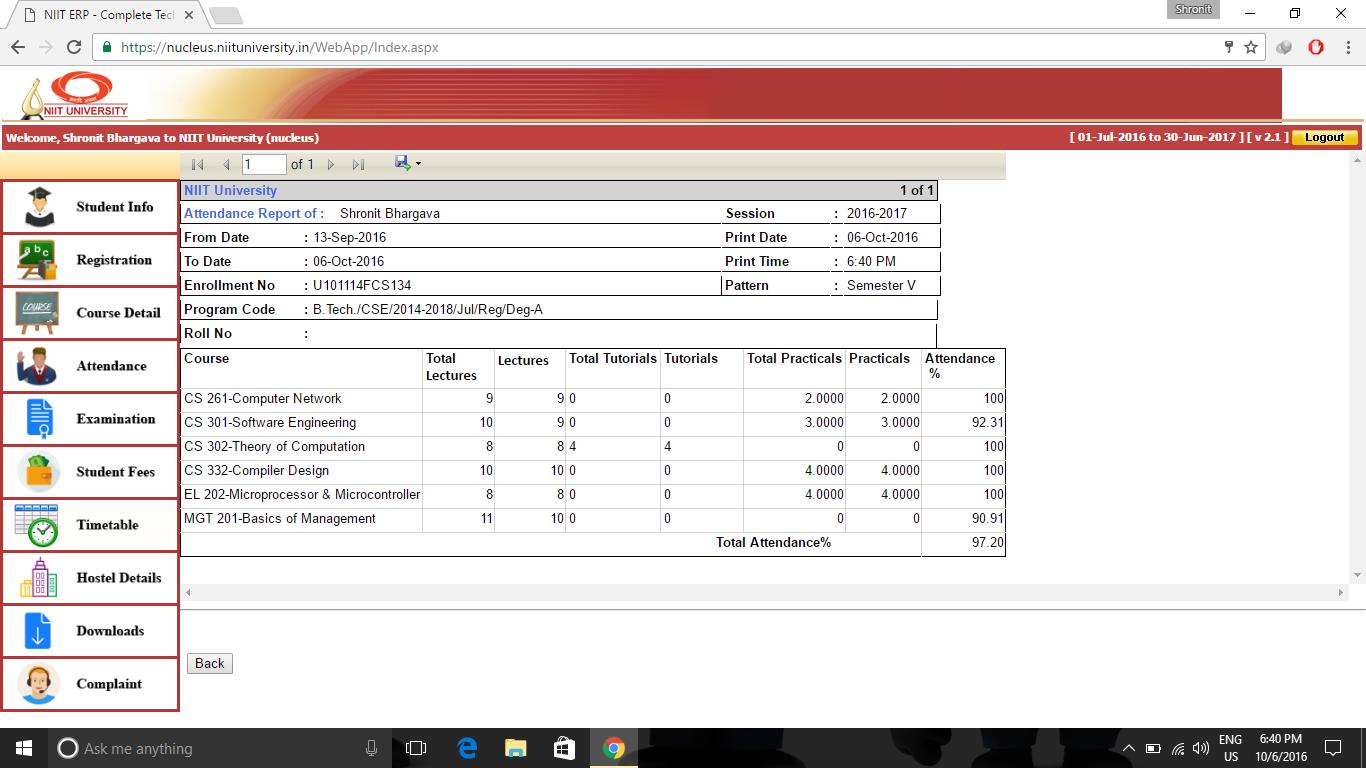 NIIT ERP - Complete Tec
Shronit
https://nucleus.niituniversity.in/WebApp/Index.aspx
NIIT UNIVERSITY
Welcome, Shronit Bhargava to NIIT University (nucleus) [ 01-Jul-2016 to 30-Jun-2017 ] [ v 2.1 ] Logout
1 of 1
NIIT University 1 of 1
Attendance Report of : Shronit Bhargava Session : 2016-2017
From Date : 13-Sep-2016 Print Date : 06-Oct-2016
To Date : 06-Oct-2016 Print Time : 6:40 PM
Enrollment No : U101114FCS134 Pattern : Semester V
Program Code : B.Tech./CSE/2014-2018/Jul/Reg/Deg-A
Roll No :
Course Total Lectures Lectures Total Tutorials Tutorials Total Practicals Practicals Attendance %
CS 261-Computer Network 9 9 0 0 2.0000 2.0000 100
CS 301-Software Engineering 10 9 0 0 3.0000 3.0000 92.31
CS 302-Theory of Computation 8 8 4 4 0 0 100
CS 332-Compiler Design 10 10 0 0 4.0000 4.0000 100
EL 202-Microprocessor & Microcontroller 8 8 0 0 4.0000 4.0000 100
MGT 201-Basics of Management 11 10 0 0 0 0 90.91
Total Attendance% 97.20
Student Info
abc
Registration
COURSE
Course Detail
Attendance
Examination
Student Fees
Timetable
Hostel Details
Downloads
Complaint
Back
Ask me anything
ENG
US
6:40 PM
10/6/2016